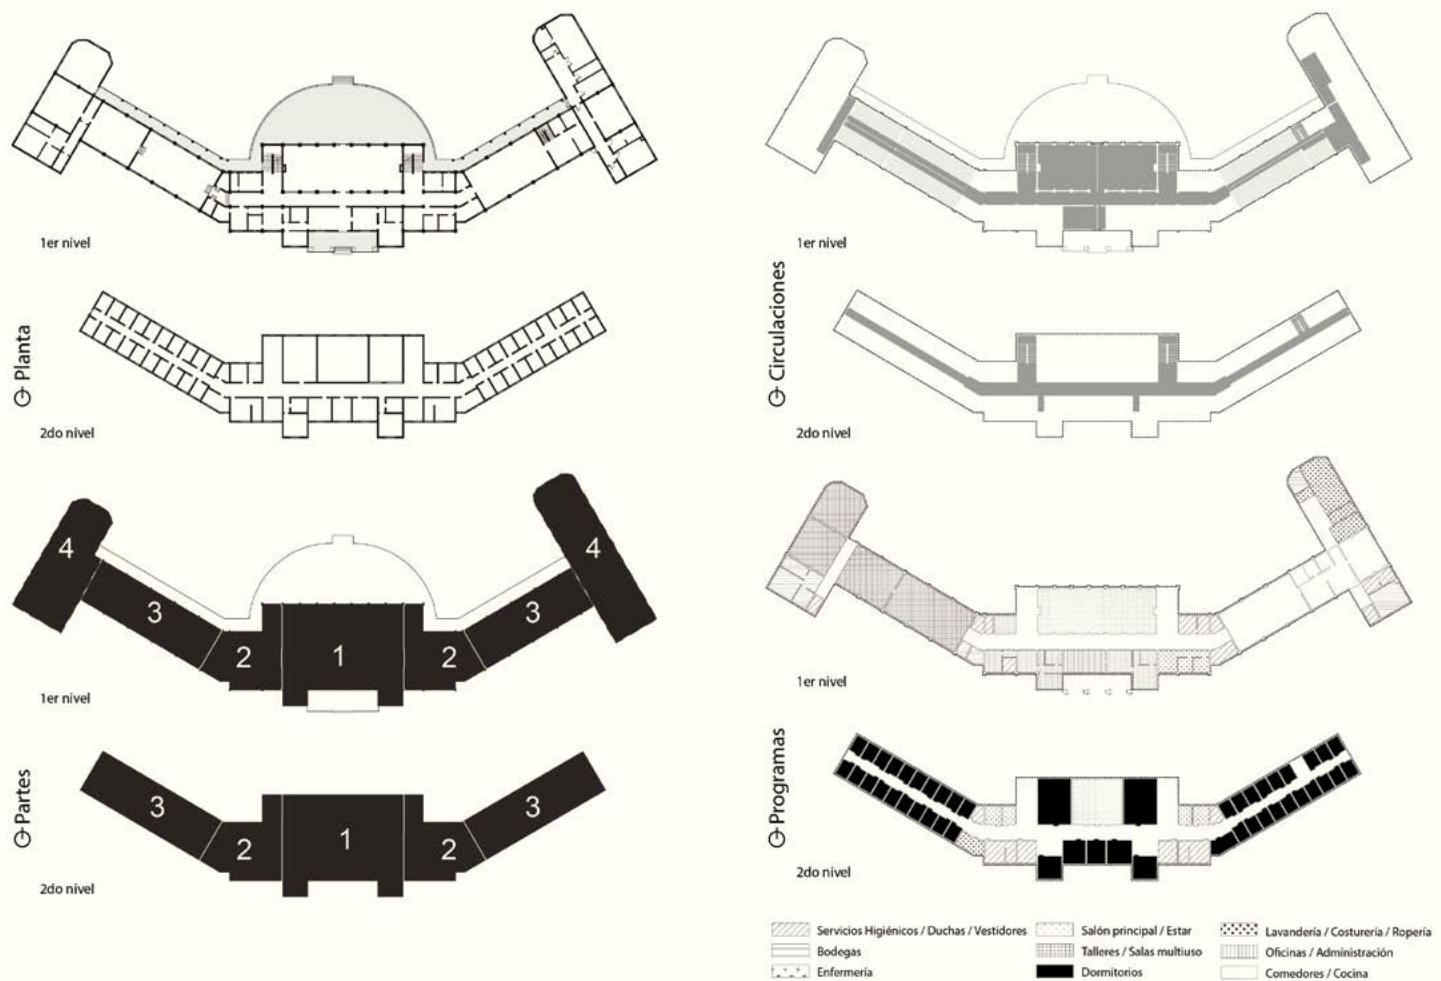 1er nivel
Planta
2do nivel
1er nivel
Circulaciones
2do nivel
4
4
3
3
2
1
2
1er nivel
Partes
3
3
2
1
2
2do nivel
1er nivel
Programas
2do nivel
Servicios Higiénicos / Duchas / Vestidores
Salón principal / Estar
Lavandería / Costurería / Ropería
Bodegas
Talleres / Salas multiuso
Oficinas / Administración
Enfermería
Dormitorios
Comedores / Cocina